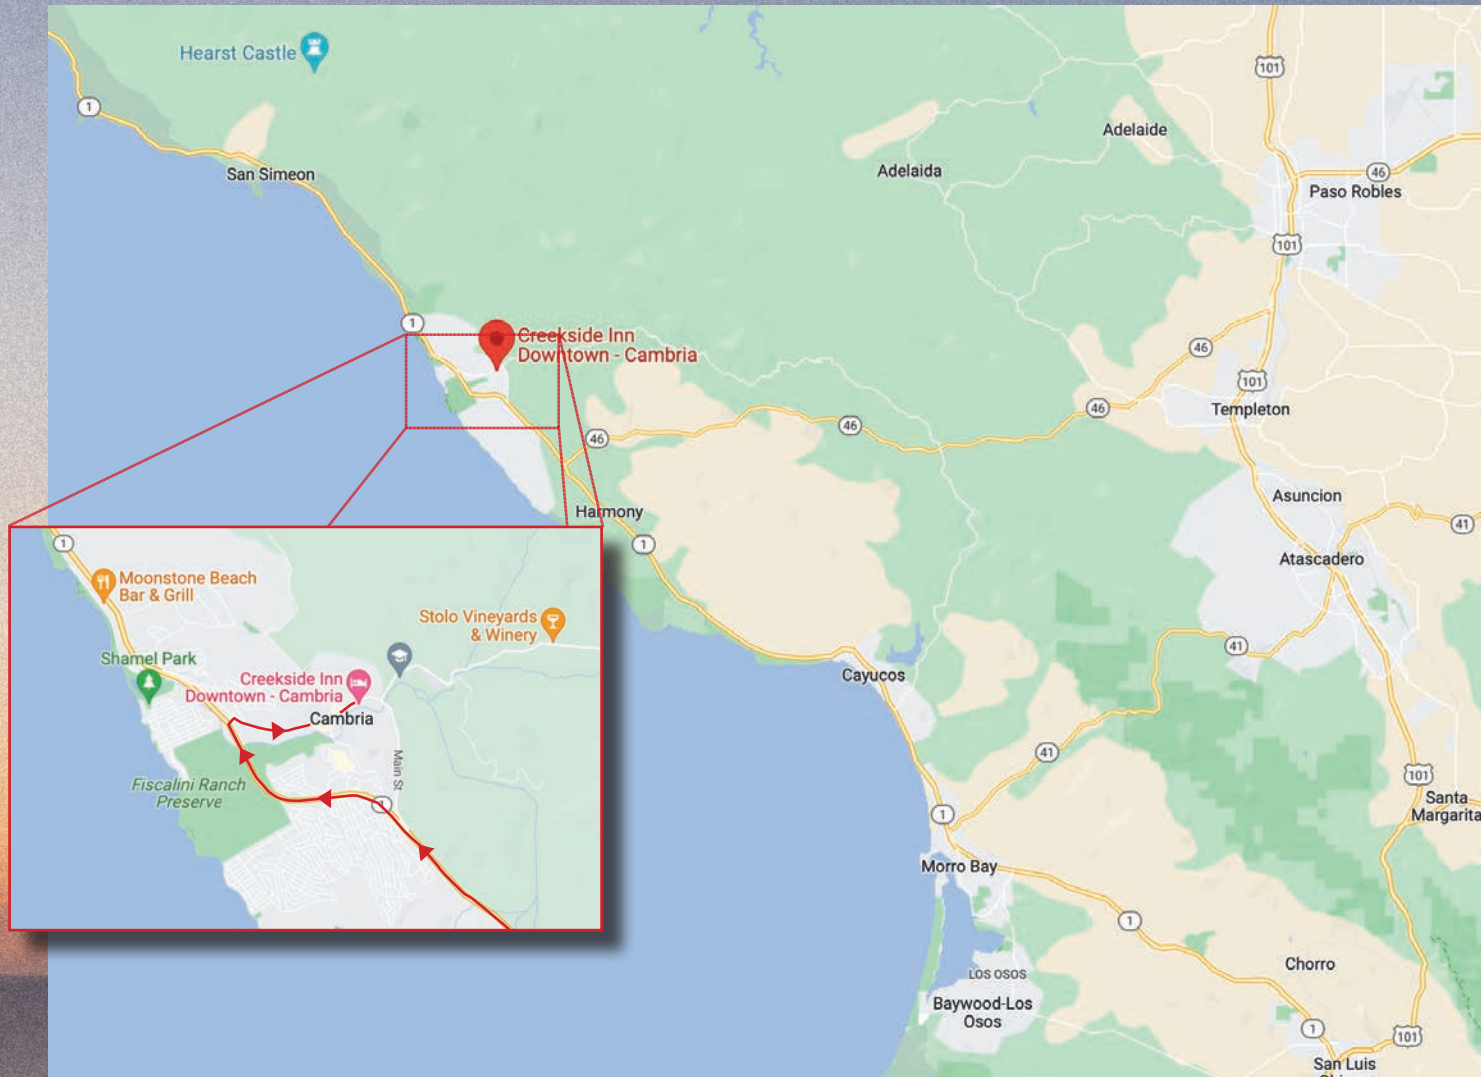 Hearst Castle
101
1
Adelaide
San Simeon
Adelaida
46
Paso Robles
101
1
Creekside Inn
Downtown - Cambria
46
101
46
Templeton
46
46
Asuncion
Harmony
41
1
Atascadero
1
Moonstone Beach
Bar & Grill
Stolo Vineyards
& Winery
Shamel Park
Creekside Inn
Downtown - Cambria
Cambria
Main St
Fiscalini Ranch
Preserve
1
41
Cayucos
41
101
Santa
Margarita
1
Morro Bay
1
Chorro
LOS OSOS
Baywood-Los
Osos
1
101
San Luis